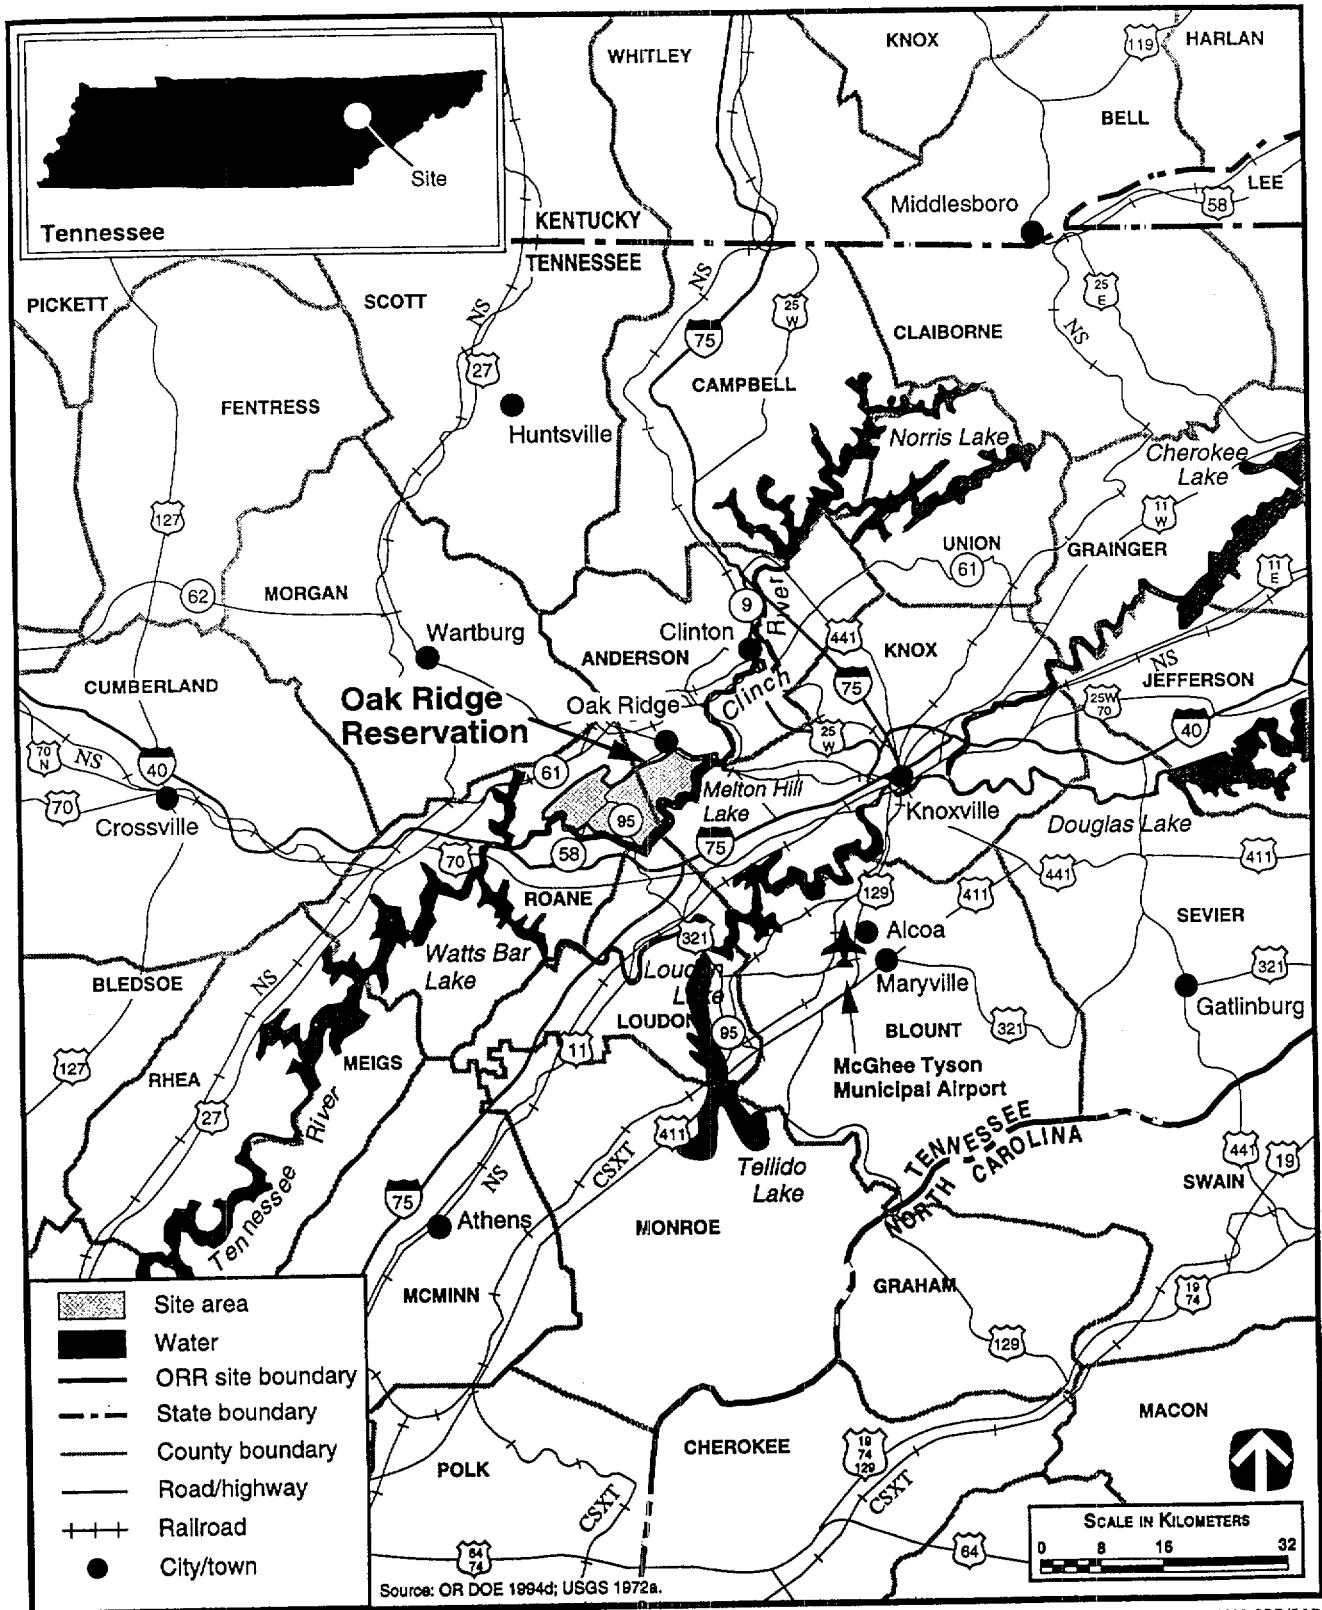 WHITLEY
KNOX
119
HARLAN
BELL
Site
Tennessee
LEE
58
Middlesboro
KENTUCKY
TENNESSEE
PICKETT
SCOTT
NS
NS
25
E
NS
25
W
75
CLAIBORNE
27
CAMPBELL
FENTRESS
Huntsville
Norris Lake
Cherokee
Lake
127
11
W
UNION
61
GRAINGER
11
E
62
MORGAN
9
River
Wartburg
Clinton
441
KNOX
ANDERSON
NS
JEFFERSON
CUMBERLAND
Clinch
75
Oak Ridge
Reservation
Oak Ridge
25W
70
40
25
W
70
N
NS
40
61
Melton Hill
Lake
70
Crossville
95
Knoxville
Douglas Lake
58
75
70
441
411
129
411
ROANE
SEVIER
321
Alcoa
Watts Bar
Lake
321
Loudon
Lake
Maryville
Gatlinburg
BLEDSOE
NS
LOUDON
95
BLOUNT
321
11
127
MEIGS
McGhee Tyson
Municipal Airport
RHEA
27
River
411
TENNESSEE
NORTH CAROLINA
441
19
CSXT
Tellido
Lake
NS
SWAIN
75
Tennessee
Athens
MONROE
MCMINN
GRAHAM
19
74
129
Site area
Water
ORR site boundary
State boundary
County boundary
Road/highway
Railroad
City/town
MACON
CHEROKEE
19
74
129
POLK
CSXT
CSXT
SCALE IN KILOMETERS
0 8 16 32
64
74
64
Source: OR DOE 1994d; USGS 1972a.